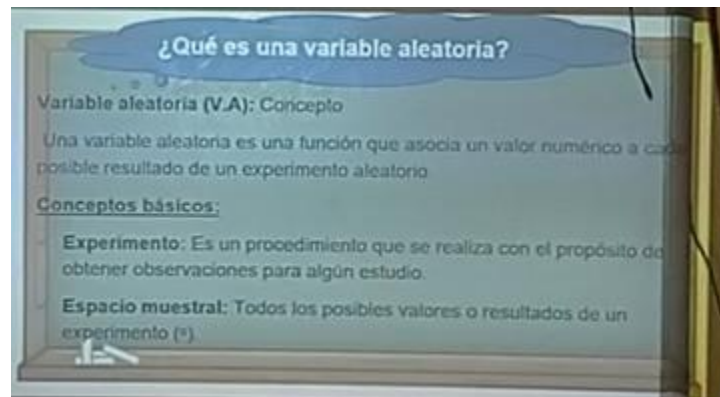 ¿Qué es una variable aleatoria?
Variable aleatoria (V.A): Concepto
Una variable aleatoria es una función que asocia un valor numérico a cada
posible resultado de un experimento aleatorio.
Conceptos básicos:
Experimento: Es un procedimiento que se realiza con el propósito de
obtener observaciones para algún estudio.
Espacio muestral: Todos los posibles valores o resultados de un
experimento